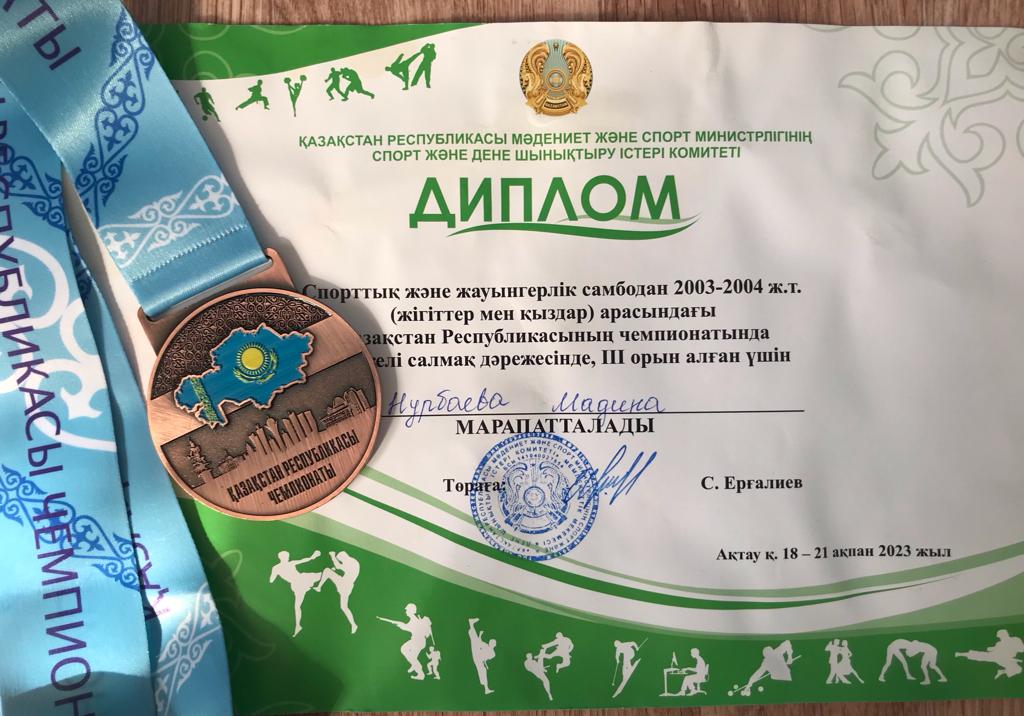 ҚАЗАҚСТАН РЕСПУБЛИКАСЫ МӘДЕНИЕТ ЖӘНЕ СПОРТ МИНИСТРЛІГІНІҢ
СПОРТ ЖӘНЕ ДЕНЕ ШЫНЫҚТЫРУ ІСТЕРІ КОМИТЕТІ
ДИПЛОМ
Спорттық және жауынгерлік самбодан 2003-2004 ж.т.
(жігіттер мен қыздар) арасындағы
Республикасының чемпионатында
салмақ дәрежесінде, III орын алған үшін
Нурбаева Мадина
МАРАПАТТАЛАДЫ
Төраға:
С. Ерғалиев
Ақтау қ. 18 – 21 ақпан 2023 жыл
ҚАЗАҚСТАН РЕСПУБЛИКАСЫ
ЧЕМПИОНАТЫ